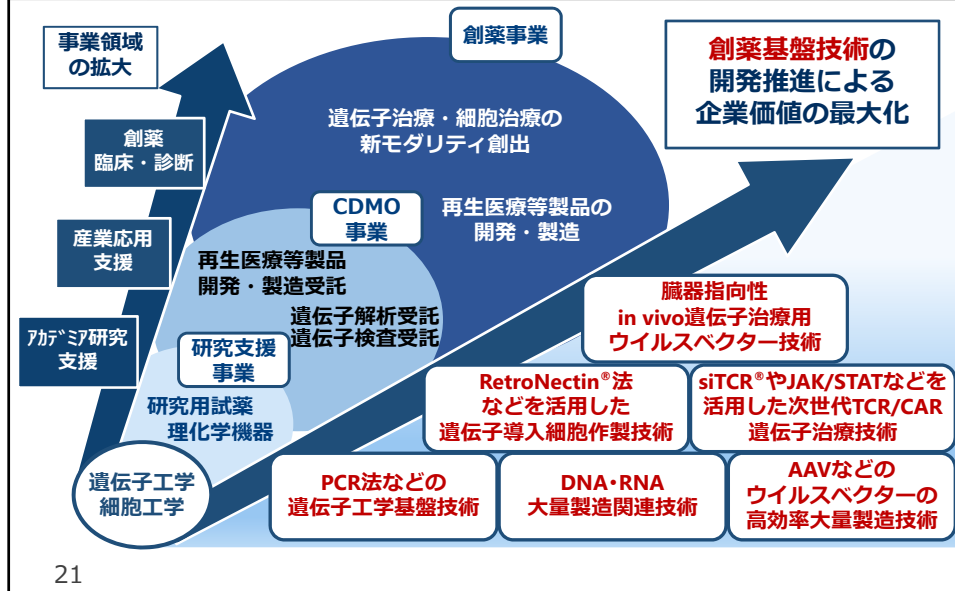 事業領域
の拡大
創薬事業
創薬基盤技術の
開発推進による
企業価値の最大化
遺伝子治療・細胞治療の
新モダリティ創出
創薬
臨床・診断
CDMO
事業
再生医療等製品の
開発・製造
産業応用
支援
再生医療等製品
開発・製造受託
遺伝子解析受託
遺伝子検査受託
臓器指向性
in vivo遺伝子治療用
ウイルスベクター技術
ｱｶﾃﾞﾐｱ研究
支援
研究支援
事業
研究用試薬
理化学機器
RetroNectin®法
などを活用した
遺伝子導入細胞作製技術
siTCR®やJAK/STATなどを
活用した次世代TCR/CAR
遺伝子治療技術
遺伝子工学
細胞工学
PCR法などの
遺伝子工学基盤技術
DNA・RNA
大量製造関連技術
AAVなどの
ウイルスベクターの
高効率大量製造技術
21